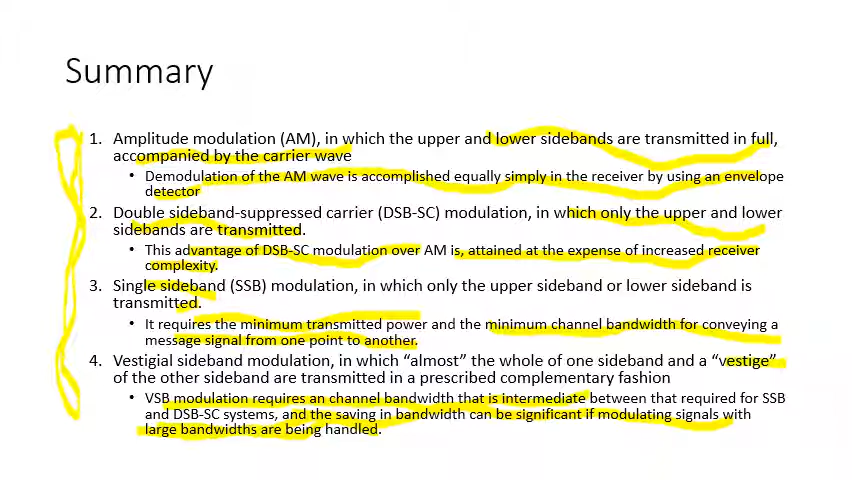 Summary
1. Amplitude modulation (AM), in which the upper and lower sidebands are transmitted in full,
accompanied by the carrier wave
• Demodulation of the AM wave is accomplished equally simply in the receiver by using an envelope
detector
2. Double sideband-suppressed carrier (DSB-SC) modulation, in which only the upper and lower
sidebands are transmitted.
• This advantage of DSB-SC modulation over AM is, attained at the expense of increased receiver
complexity.
3. Single sideband (SSB) modulation, in which only the upper sideband or lower sideband is
transmitted.
• It requires the minimum transmitted power and the minimum channel bandwidth for conveying a
message signal from one point to another.
4. Vestigial sideband modulation, in which “almost” the whole of one sideband and a “vestige”
of the other sideband are transmitted in a prescribed complementary fashion
• VSB modulation requires an channel bandwidth that is intermediate between that required for SSB
and DSB-SC systems, and the saving in bandwidth can be significant if modulating signals with
large bandwidths are being handled.